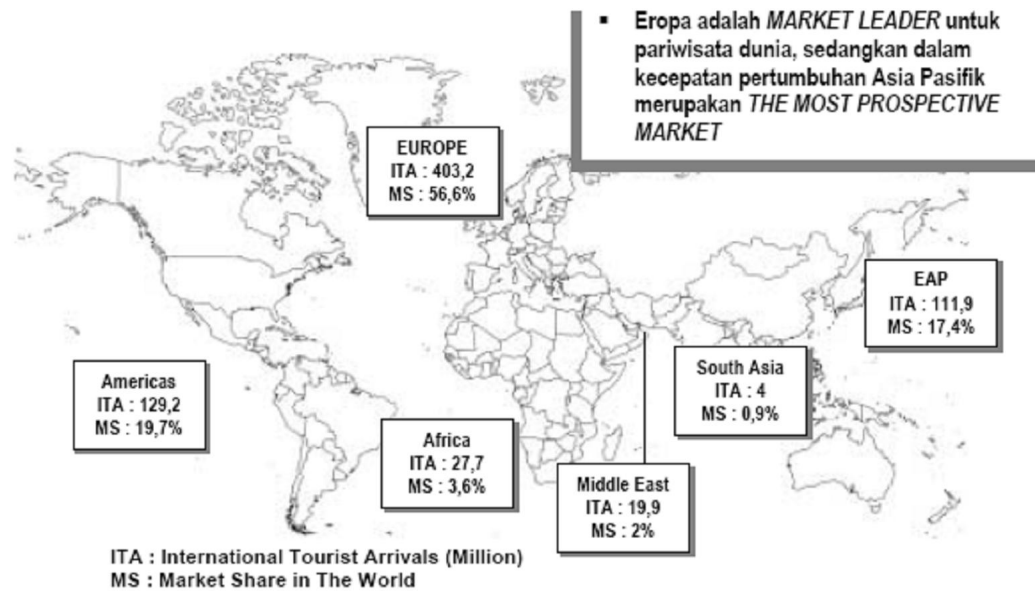 ▪ Eropa adalah MARKET LEADER untuk
pariwisata dunia, sedangkan dalam
kecepatan pertumbuhan Asia Pasifik
merupakan THE MOST PROSPECTIVE
MARKET
EUROPE
ITA : 403,2
MS : 56,6%
EAP
ITA : 111,9
MS : 17,4%
South Asia
ITA : 4
MS : 0,9%
Americas
ITA : 129,2
MS : 19,7%
Africa
ITA : 27,7
MS : 3,6%
Middle East
ITA : 19,9
MS : 2%
ITA : International Tourist Arrivals (Million)
MS : Market Share in The World